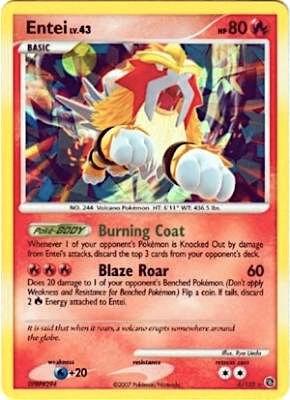 Entei LV.43 HP 80
BASIC
NO. 244 Volcano Pokémon HT: 6'11" WT: 436.5 lbs.
Poké-BODY Burning Coat
Whenever 1 of your opponent's Pokémon is Knocked Out by damage
from Entei's attacks, discard the top 3 cards from your opponent's deck.
Blaze Roar 60
Does 20 damage to 1 of your opponent's Benched Pokémon. (Don't apply
Weakness and Resistance for Benched Pokémon.) Flip a coin. If tails, discard
2 Energy attached to Entei.
It is said that when it roars, a volcano erupts somewhere around
the globe.
Illus. Ryo Ueda
weakness resistance retreat cost
+20
©2007 Pokémon/Nintendo 4/132